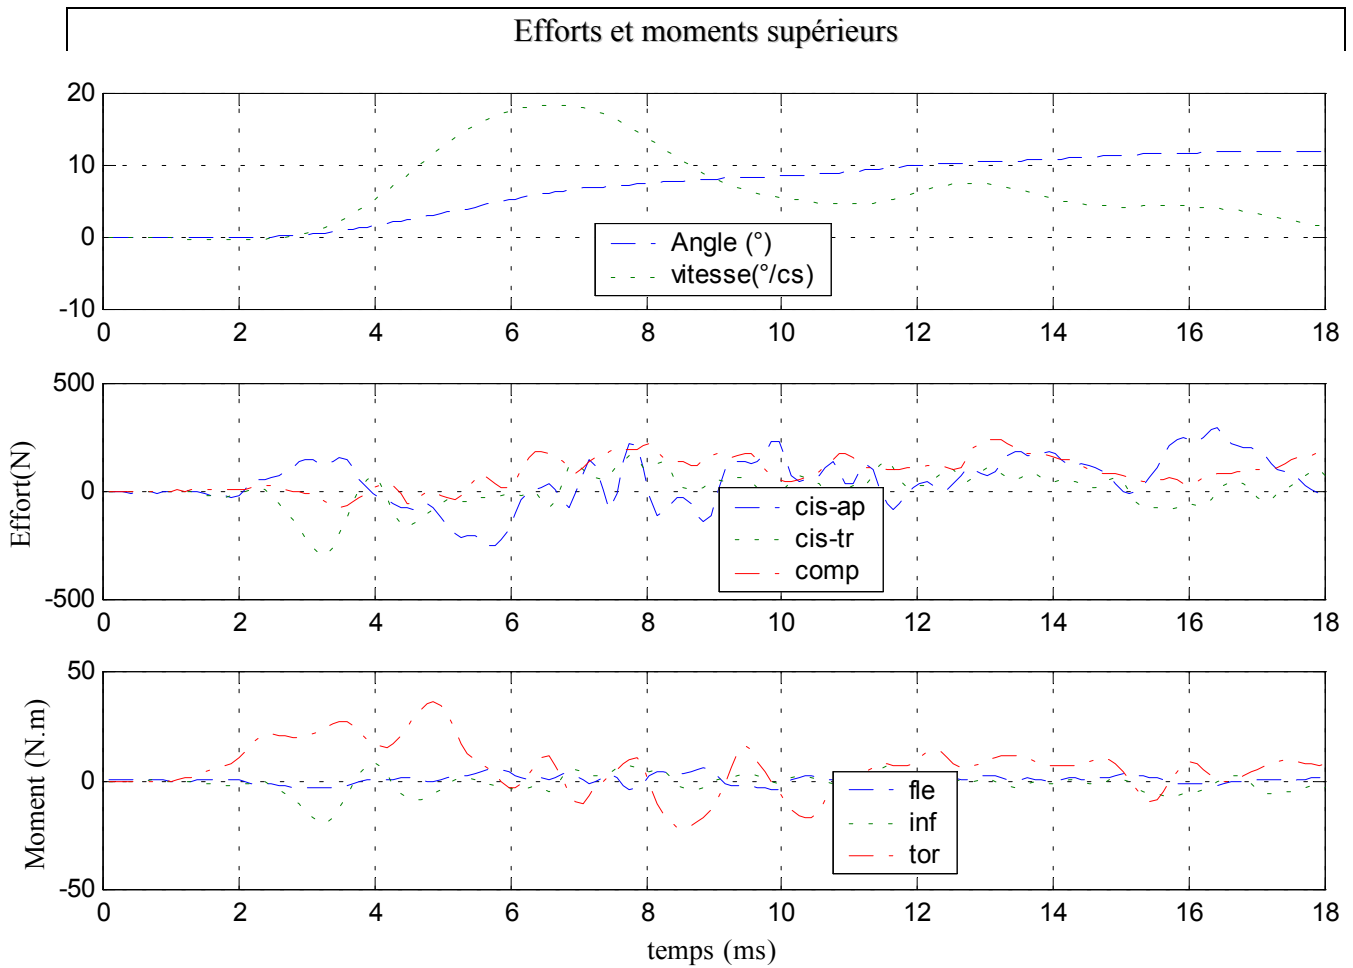 Efforts et moments supérieurs
20
10
0
-10
Angle (°)
vitesse(°/cs)
0 2 4 6 8 10 12 14 16 18
Effort(N)
500
0
-500
cis-ap
cis-tr
comp
0 2 4 6 8 10 12 14 16 18
Moment (N.m)
50
0
-50
fle
inf
tor
0 2 4 6 8 10 12 14 16 18
temps (ms)